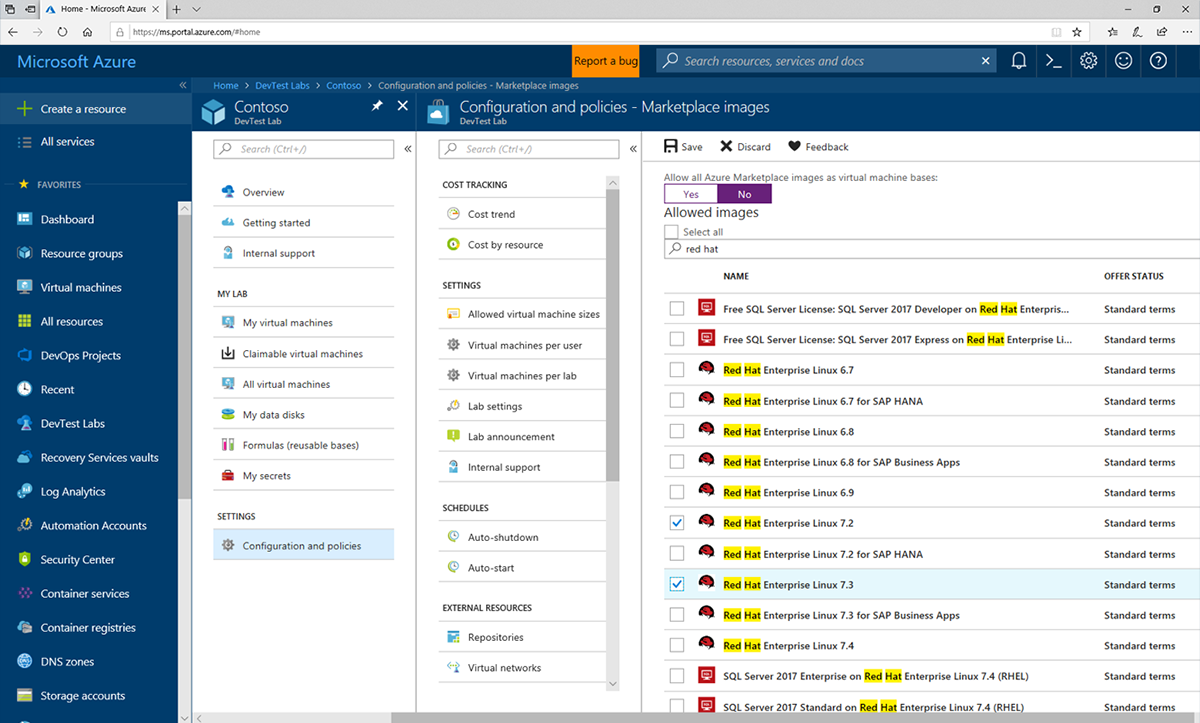 Home - Microsoft Azure
https://ms.portal.azure.com/#home
Microsoft Azure
Report a bug
Search resources, services and docs
Create a resource
All services
FAVORITES
Dashboard
Resource groups
Virtual machines
All resources
DevOps Projects
Recent
DevTest Labs
Recovery Services vaults
Log Analytics
Automation Accounts
Security Center
Container services
Container registries
DNS zones
Storage accounts
Home > DevTest Labs > Contoso > Configuration and policies - Marketplace images
Contoso
DevTest Lab
Search (Ctrl+/)
Overview
Getting started
Internal support
MY LAB
My virtual machines
Claimable virtual machines
All virtual machines
My data disks
Formulas (reusable bases)
My secrets
SETTINGS
Configuration and policies
Configuration and policies - Marketplace images
DevTest Lab
Search (Ctrl+/)
COST TRACKING
Cost trend
Cost by resource
SETTINGS
Allowed virtual machine sizes
Virtual machines per user
Virtual machines per lab
Lab settings
Lab announcement
Internal support
SCHEDULES
Auto-shutdown
Auto-start
EXTERNAL RESOURCES
Repositories
Virtual networks
Save Discard Feedback
Allow all Azure Marketplace images as virtual machine bases:
Yes No
Allowed images
Select all
red hat
NAME OFFER STATUS
Free SQL Server License: SQL Server 2017 Developer on Red Hat Enterpris... Standard terms
Free SQL Server License: SQL Server 2017 Express on Red Hat Enterprise Li... Standard terms
Red Hat Enterprise Linux 6.7 Standard terms
Red Hat Enterprise Linux 6.7 for SAP HANA Standard terms
Red Hat Enterprise Linux 6.8 Standard terms
Red Hat Enterprise Linux 6.8 for SAP Business Apps Standard terms
Red Hat Enterprise Linux 6.9 Standard terms
Red Hat Enterprise Linux 7.2 Standard terms
Red Hat Enterprise Linux 7.2 for SAP HANA Standard terms
Red Hat Enterprise Linux 7.3 Standard terms
Red Hat Enterprise Linux 7.3 for SAP Business Apps Standard terms
Red Hat Enterprise Linux 7.4 Standard terms
SQL Server 2017 Enterprise on Red Hat Enterprise Linux 7.4 (RHEL) Standard terms
SQL Server 2017 Standard on Red Hat Enterprise Linux 7.4 (RHEL) Standard terms